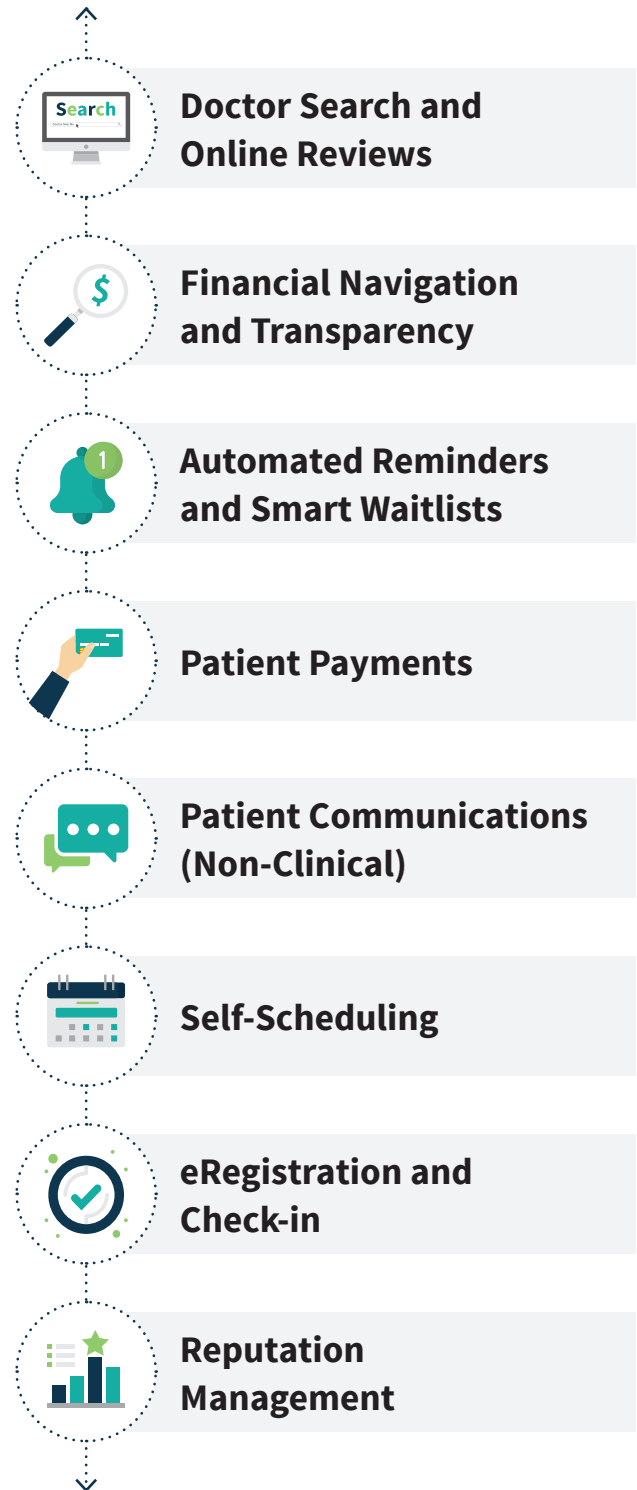 Search
Doctor Search and
Online Reviews
$
Financial Navigation
and Transparency
1
Automated Reminders
and Smart Waitlists
Patient Payments
Patient Communications
(Non-Clinical)
Self-Scheduling
eRegistration and
Check-in
Reputation
Management